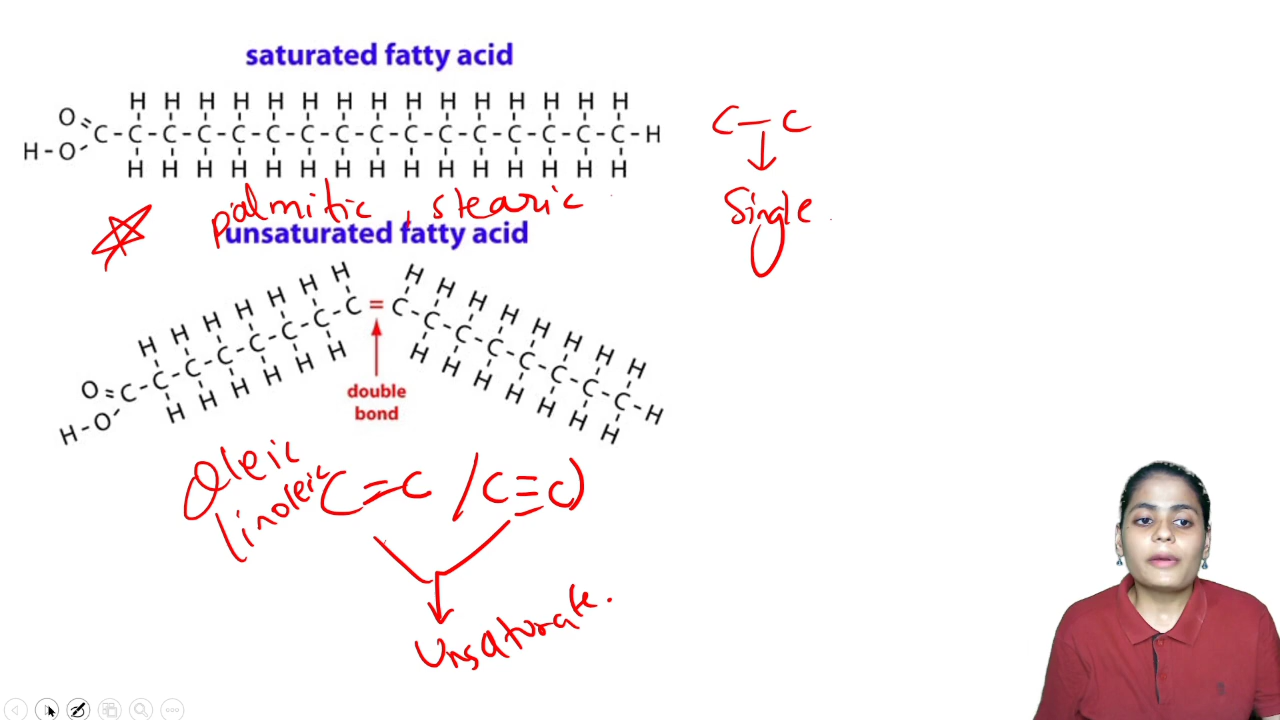 saturated fatty acid
H H H H H H H H H H H H H H H
O
H-O
C-C-C-C-C-C-C-C-C-C-C-C-C-C-C-C-H
H H H H H H H H H H H H H H H
C-C
Single
palmitic, stearic
unsaturated fatty acid
H H H H H H H
H H H H H H H H
O=C-C-C-C-C-C-C-C=C-C-C-C-C-C-C-C-H
H-O
H H H H H H
H H H H H H H
double
bond
Oleic
linoleic
C=C /C≡C)
Unsaturate.